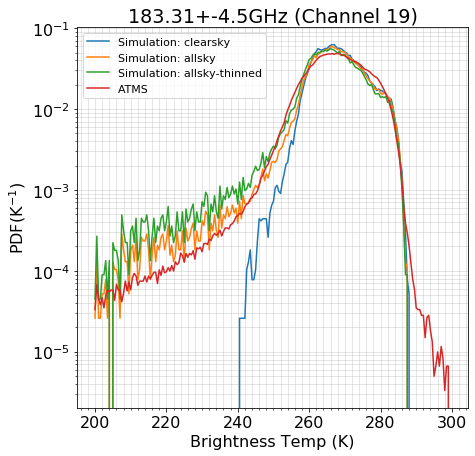 183.31+-4.5GHz (Channel 19)
Simulation: clearsky
Simulation: allsky
Simulation: allsky-thinned
ATMS
PDF(K⁻¹)
10⁻¹
10⁻²
10⁻³
10⁻⁴
10⁻⁵
200 220 240 260 280 300
Brightness Temp (K)